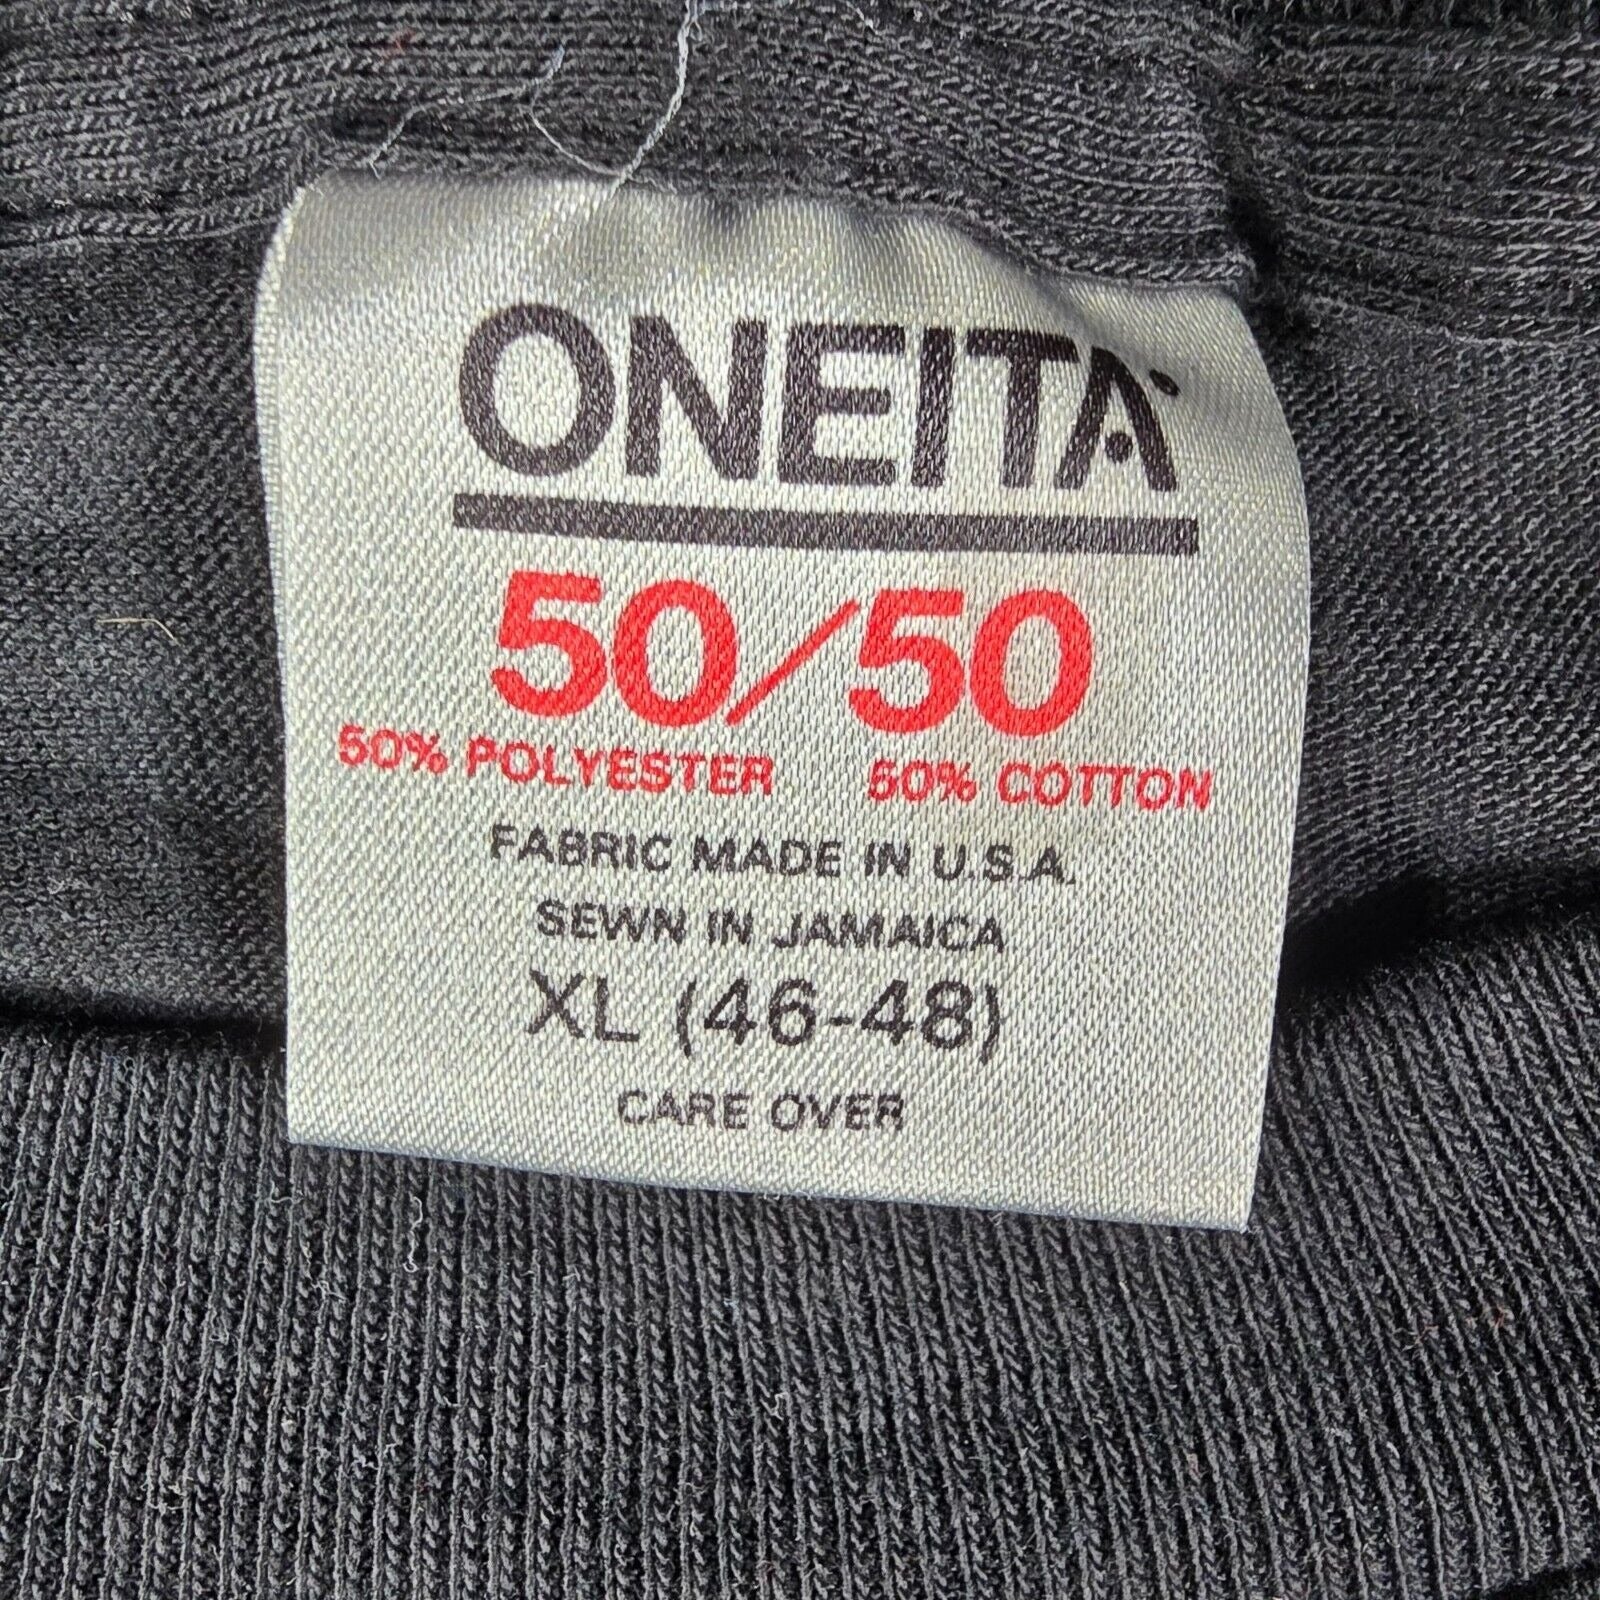 ONEITA
50/50
50% POLYESTER 50% COTTON
FABRIC MADE IN U.S.A.
SEWN IN JAMAICA
XL (46-48)
CARE OVER